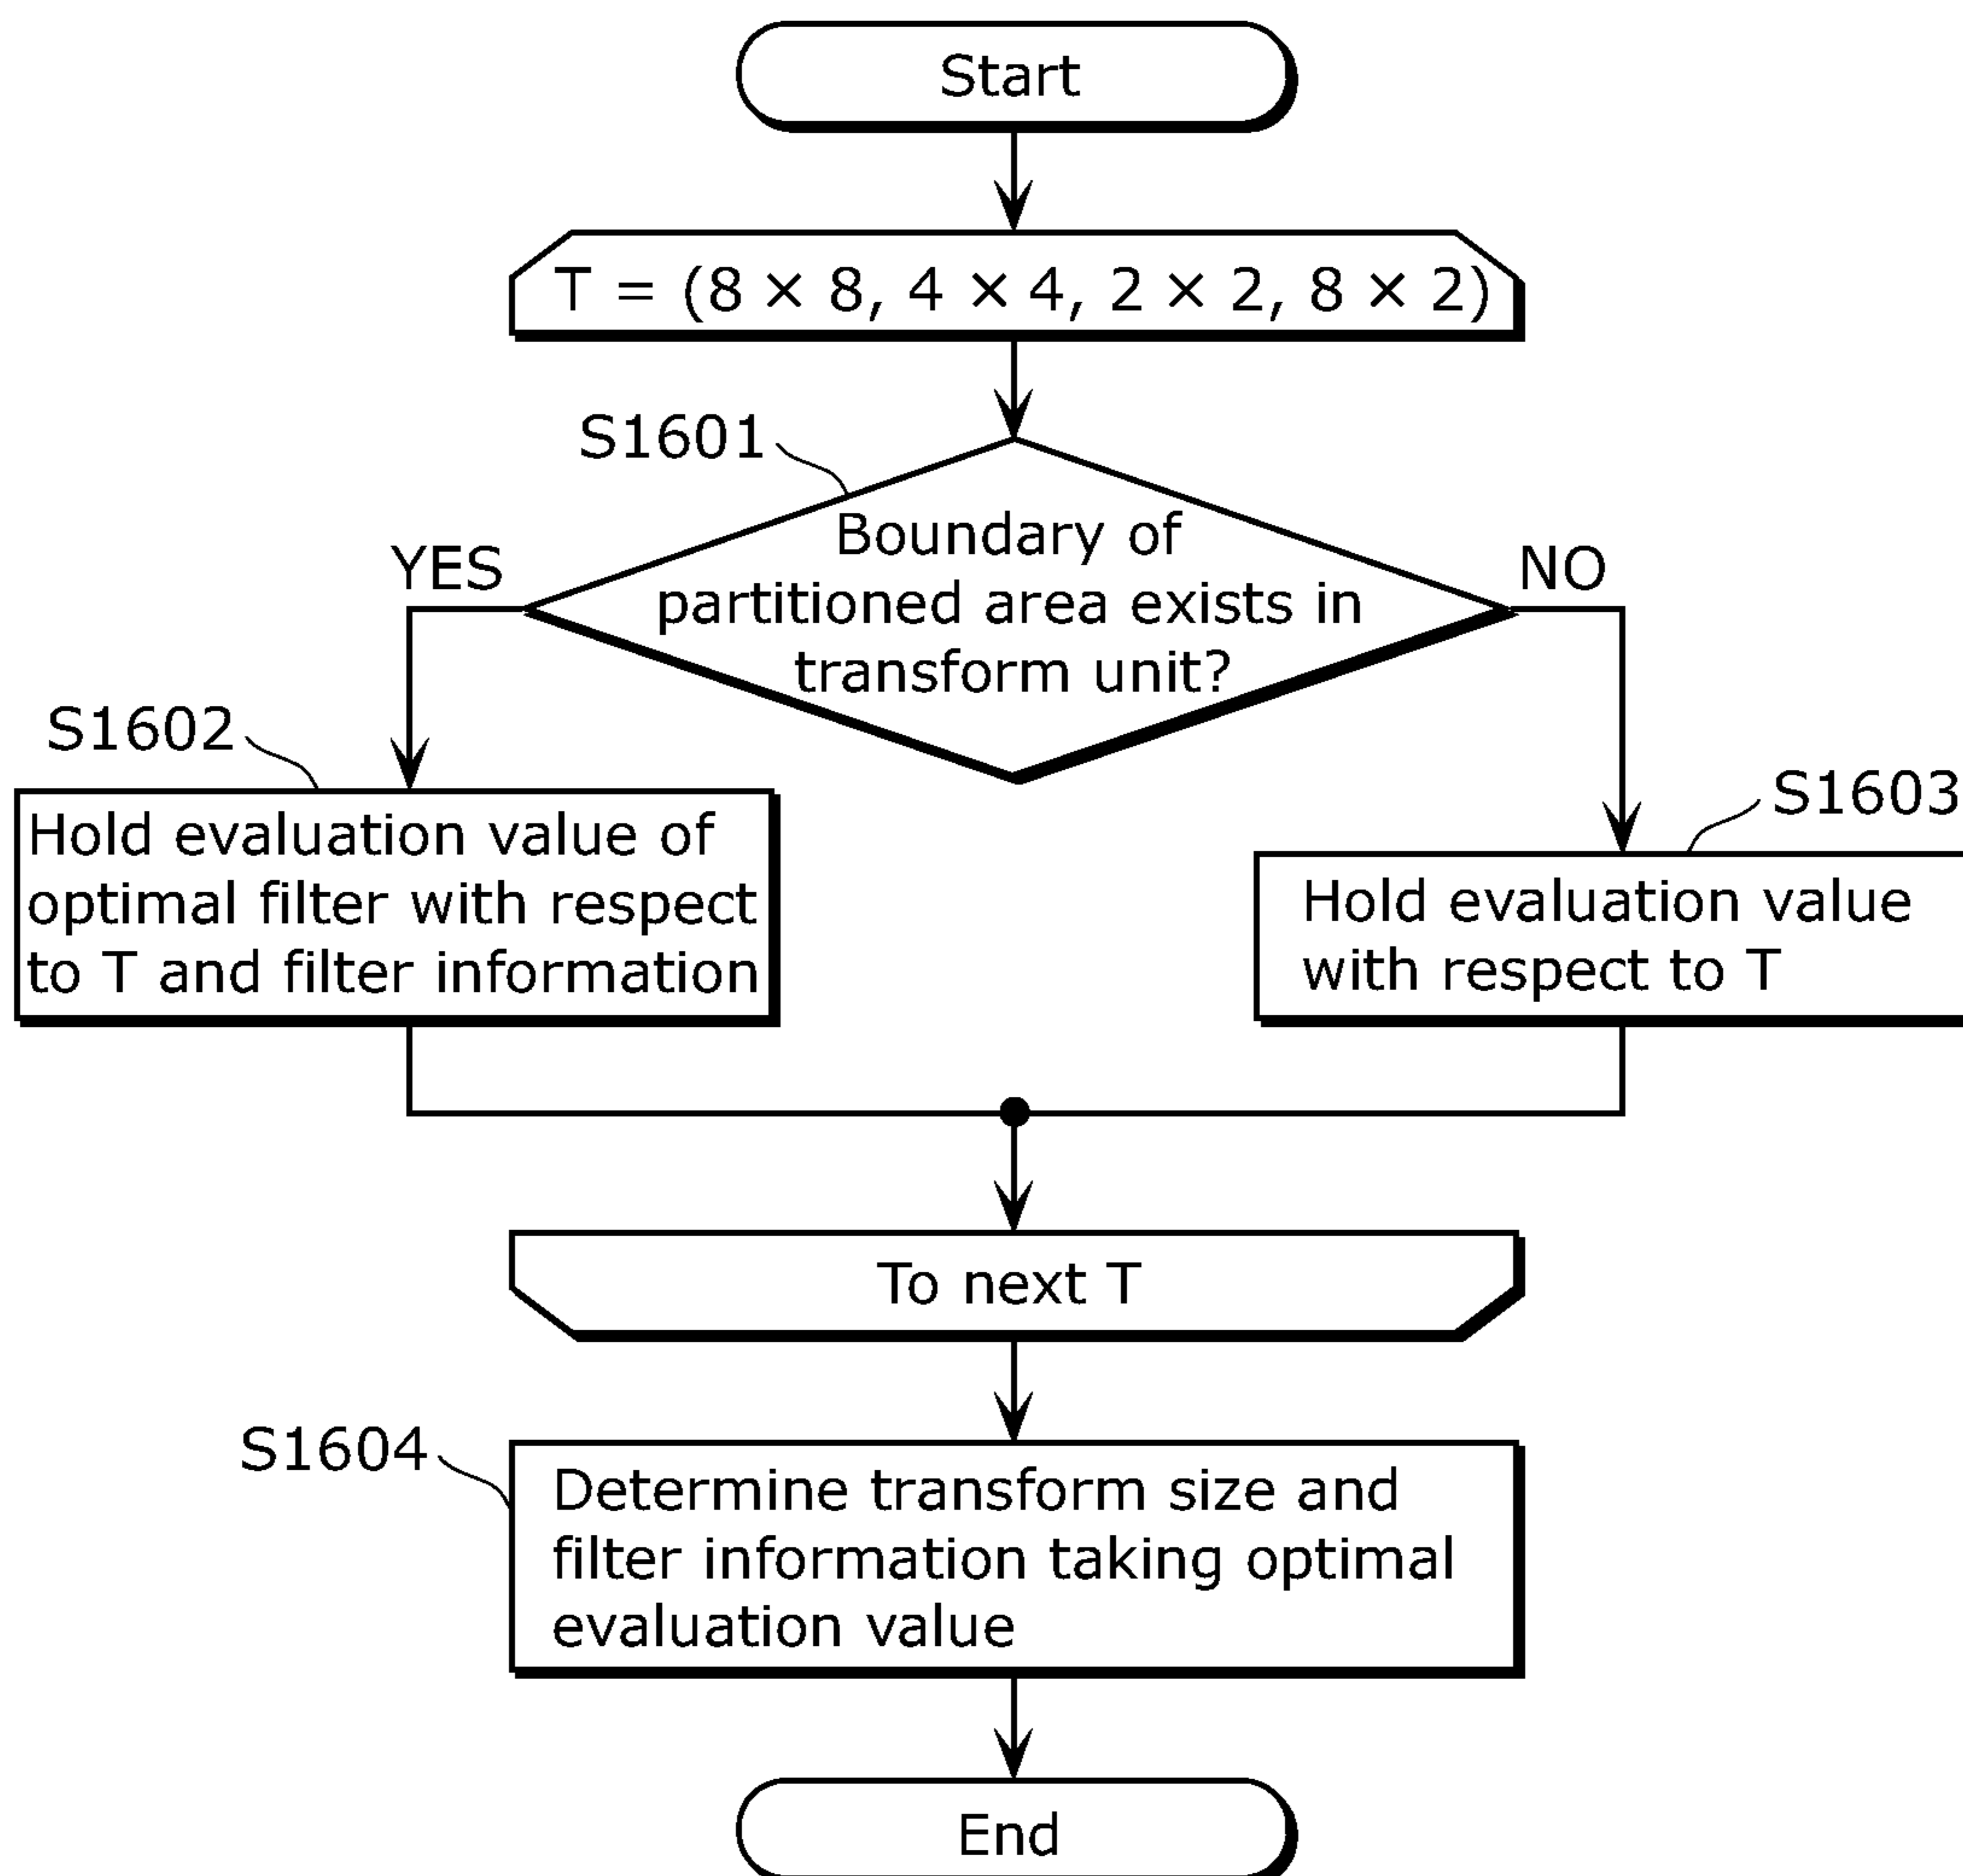 Start
T = (8 × 8, 4 × 4, 2 × 2, 8 × 2)
S1601
Boundary of
partitioned area exists in
transform unit?
YES
NO
S1602
Hold evaluation value of
optimal filter with respect
to T and filter information
S1603
Hold evaluation value
with respect to T
To next T
S1604
Determine transform size and
filter information taking optimal
evaluation value
End